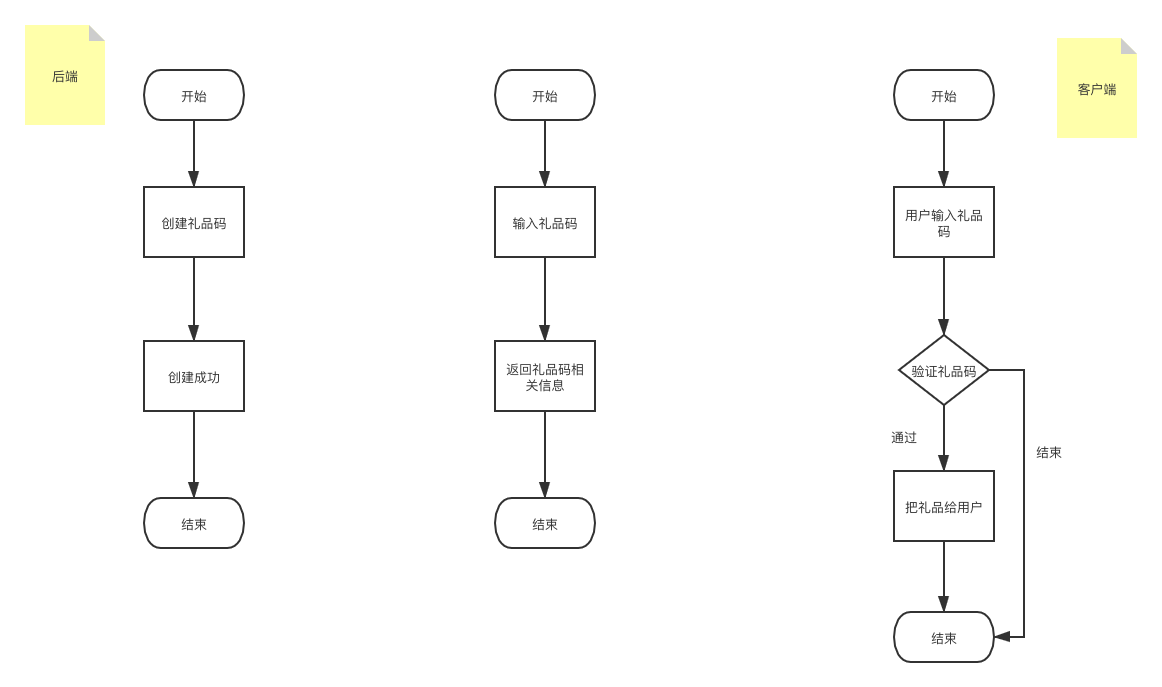 后端
开始
创建礼品码
创建成功
结束
开始
输入礼品码
返回礼品码相
关信息
结束
客户端
开始
用户输入礼品
码
验证礼品码
通过
结束
把礼品给用户
结束